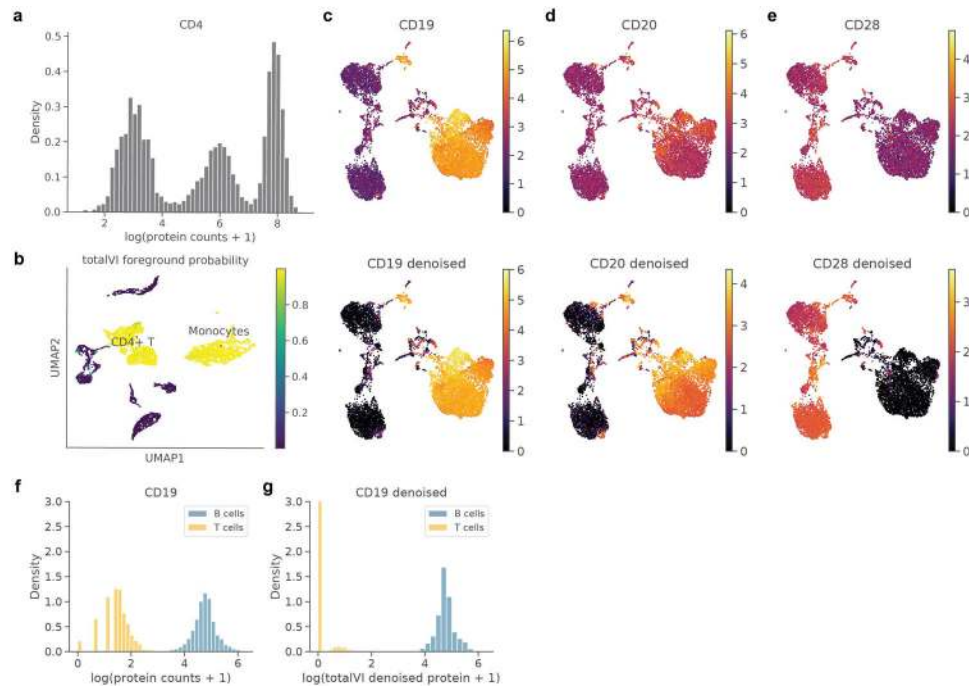 a
CD4
Density
0.5
0.4
0.3
0.2
0.1
0.0
2 4 6 8
log(protein counts + 1)
b
totalVI foreground probability
Monocytes
CD4+ T
UMAP2
UMAP1
0.8
0.6
0.4
0.2
c
CD19
6
5
4
3
2
1
0
CD19 denoised
6
5
4
3
2
1
0
d
CD20
6
5
4
3
2
1
0
CD20 denoised
4
3
2
1
0
e
CD28
4
3
2
1
0
CD28 denoised
3
2
1
0
f
CD19
B cells
T cells
Density
3.0
2.5
2.0
1.5
1.0
0.5
0.0
0 2 4 6
log(protein counts + 1)
g
CD19 denoised
B cells
T cells
Density
3.0
2.5
2.0
1.5
1.0
0.5
0.0
0 2 4 6
log(totalVI denoised protein + 1)